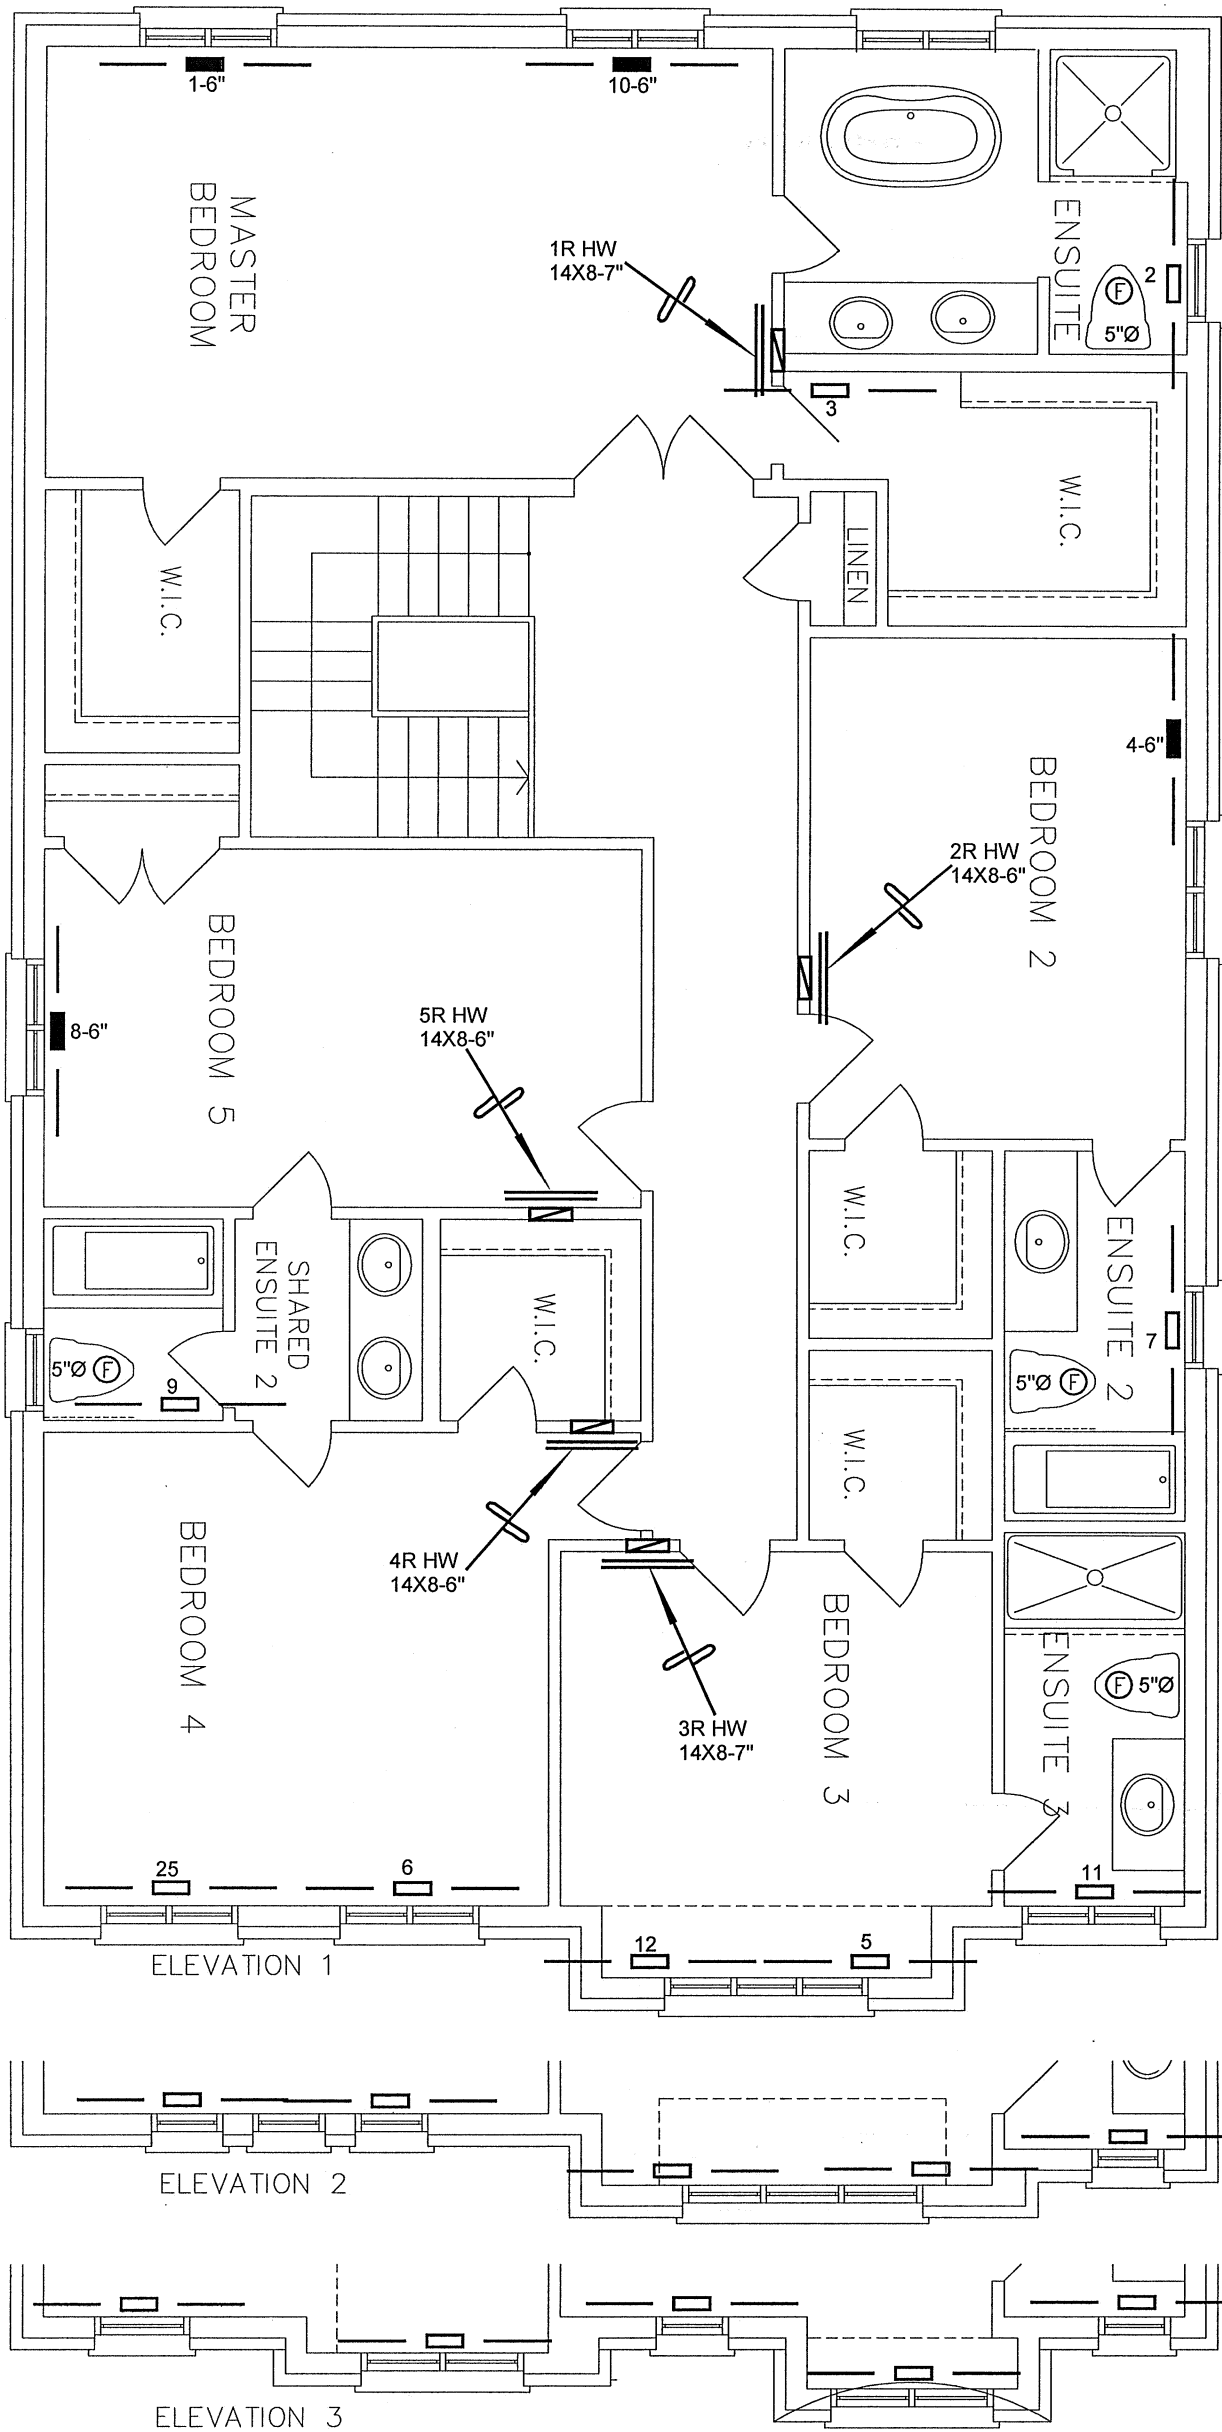 1-6"
10-6"
MASTER
BEDROOM
1R HW
14X8-7"
ENSUITE
2
F
5"Ø
3
W.I.C.
LINEN
W.I.C.
4-6"
BEDROOM 2
2R HW
14X8-6"
BEDROOM 5
8-6"
5R HW
14X8-6"
W.I.C.
ENSUITE 2
7
5"Ø F
SHARED
ENSUITE 2
W.I.C.
5"Ø F
9
W.I.C.
4R HW
14X8-6"
BEDROOM 4
3R HW
14X8-7"
BEDROOM 3
ENSUITE 3
F 5"Ø
25
6
11
12
5
ELEVATION 1
ELEVATION 2
ELEVATION 3